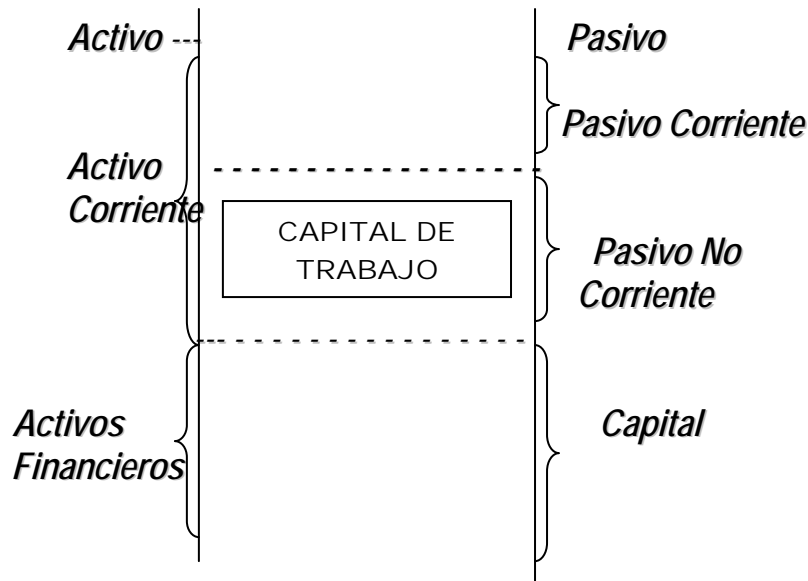 Activo
Pasivo
Pasivo Corriente
Activo
Corriente
CAPITAL DE
TRABAJO
Pasivo No
Corriente
Activos
Financieros
Capital